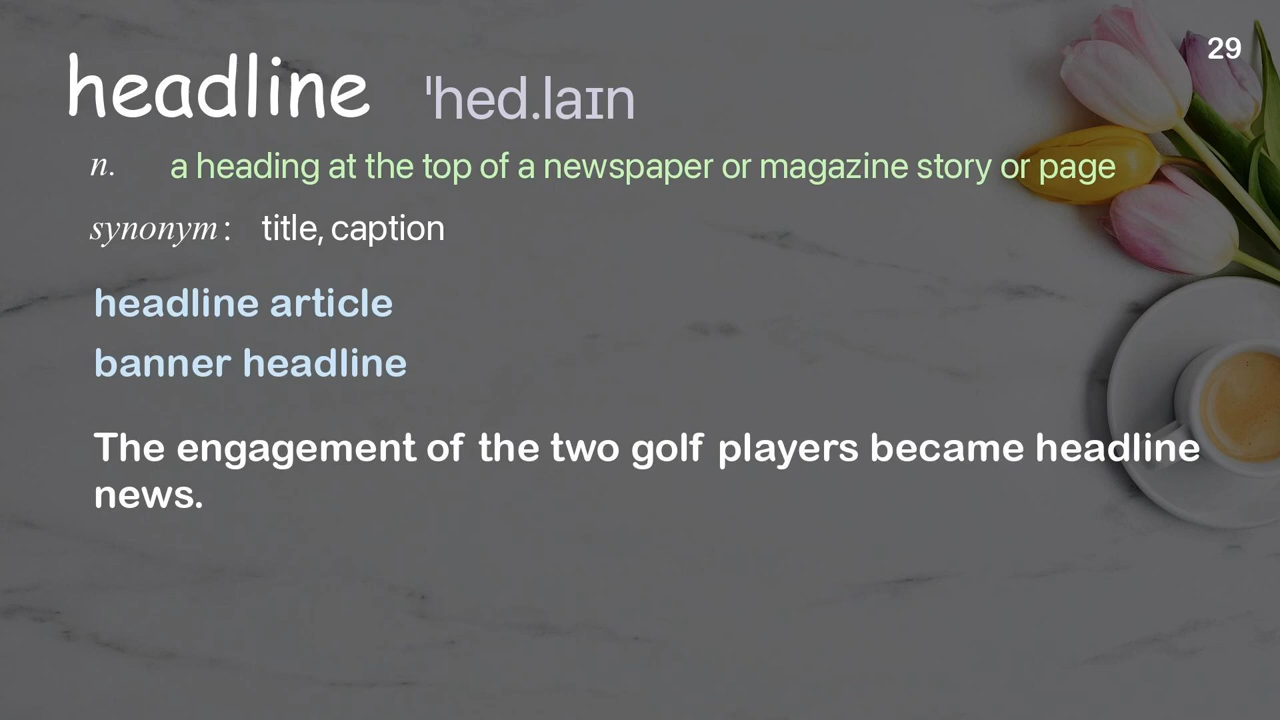 29
headline ˈhed.laɪn
n. a heading at the top of a newspaper or magazine story or page
synonym: title, caption
headline article
banner headline
The engagement of the two golf players became headline
news.